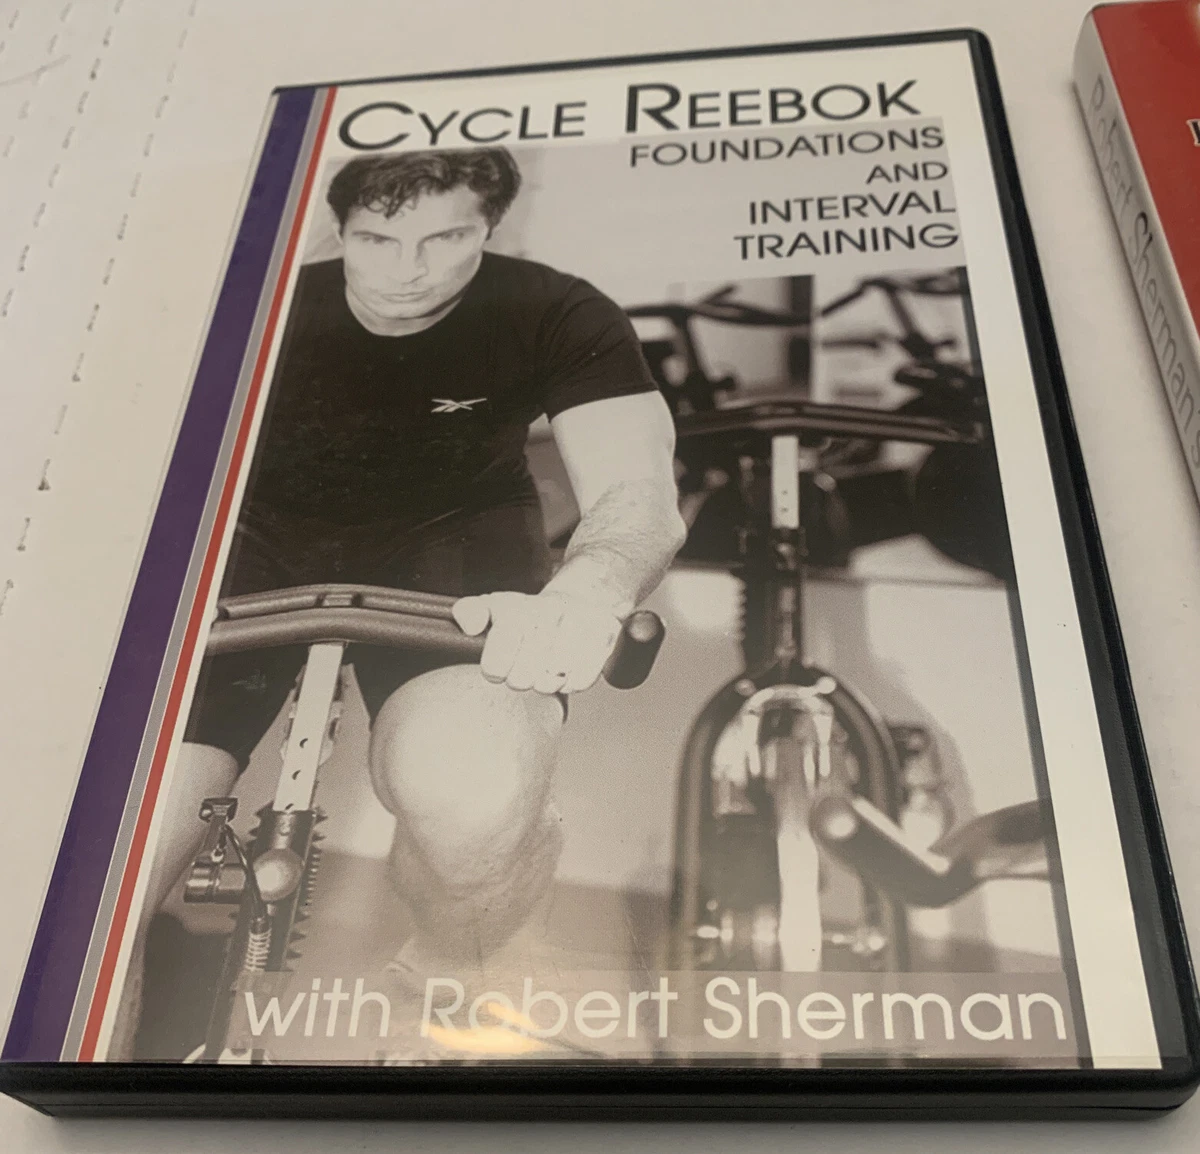 CYCLE REEBOK
FOUNDATIONS
AND
INTERVAL
TRAINING
with Robert Sherman
Robert Sherman